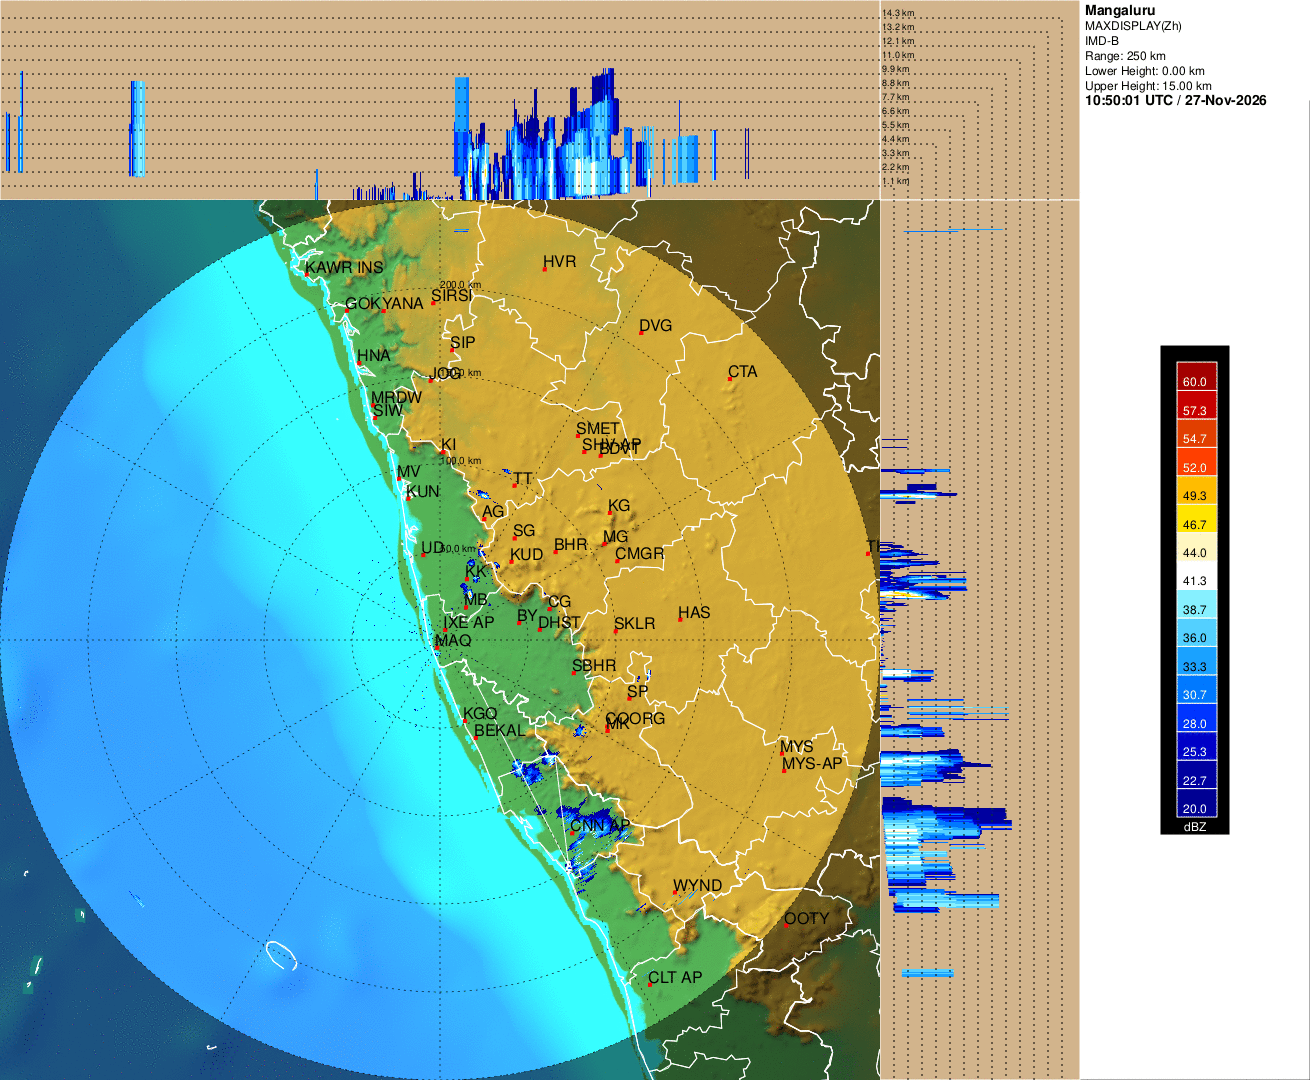 Mangaluru
MAXDISPLAY(Zh)
IMD-B
Range: 250 km
Lower Height: 0.00 km
Upper Height: 15.00 km
10:50:01 UTC / 27-Nov-2026
14.3 km
13.2 km
12.1 km
11.0 km
9.9 km
8.8 km
7.7 km
6.6 km
5.5 km
4.4 km
3.3 km
2.2 km
1.1 km
KAWR INS
HVR
200.0 km
GOKYANA
SIRSI
DVG
SIP
HNA
JOG
CTA
MRDW
SIW
SMET
KI
SHV-AP
BDVT
100.0 km
MV
TT
KUN
AG
KG
SG
MG
UD
50.0 km
KUD
BHR
CMGR
KK
MB
CG
IXE AP
BY
DHST
SKLR
HAS
MAQ
SBHR
SP
KGQ
COORG
MK
BEKAL
MYS
MYS-AP
CNN AP
WYND
OOTY
CLT AP
60.0
57.3
54.7
52.0
49.3
46.7
44.0
41.3
38.7
36.0
33.3
30.7
28.0
25.3
22.7
20.0
dBZ